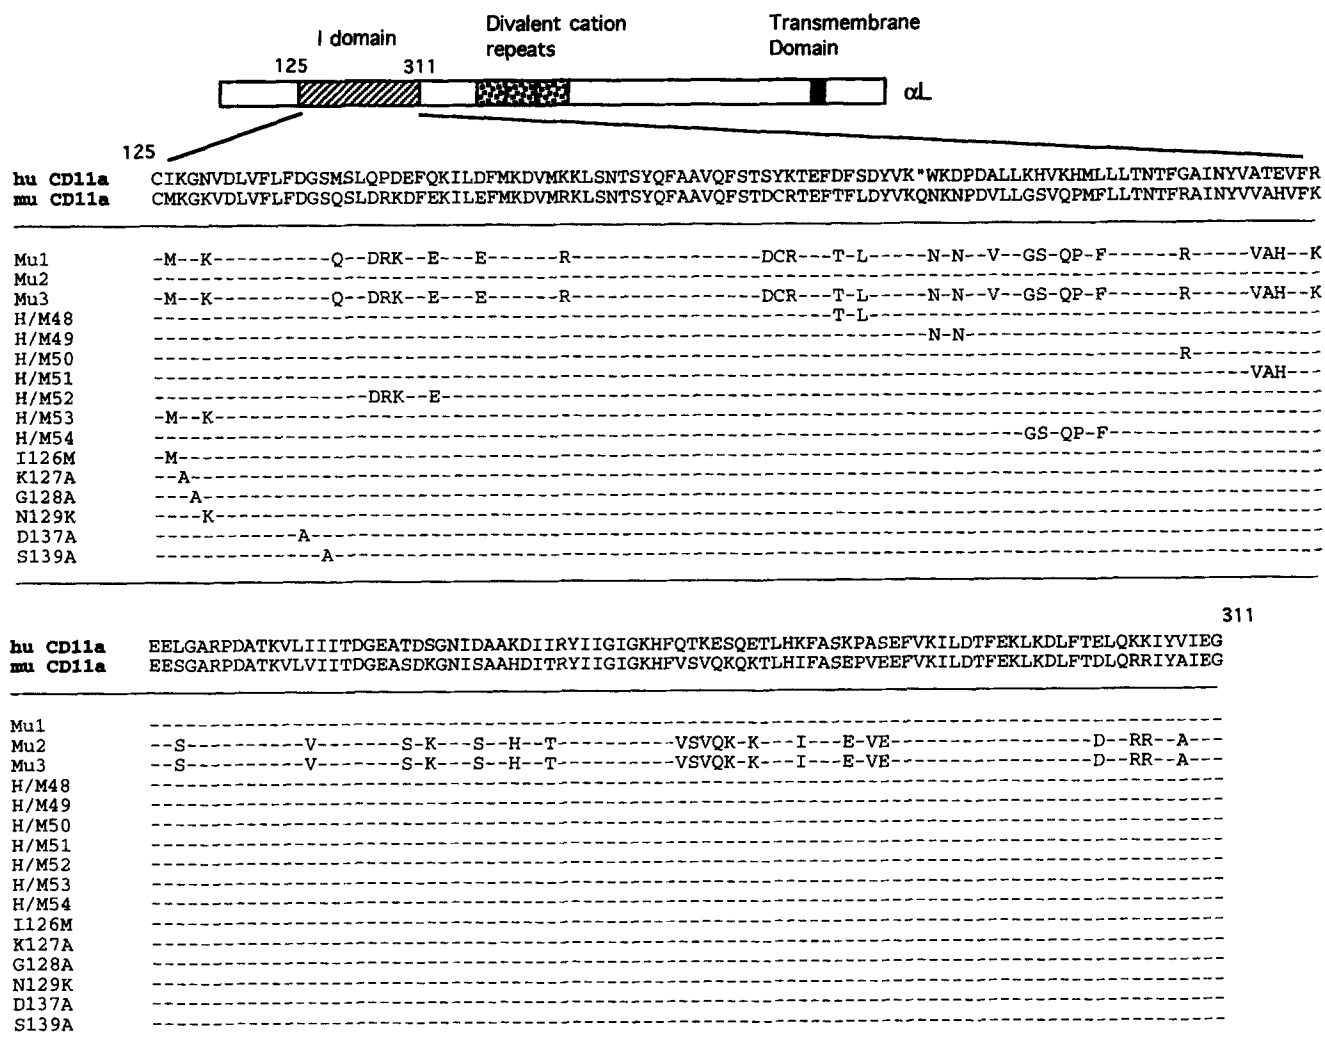 I domain
Divalent cation
repeats
Transmembrane
Domain
125
311
αL
125
hu CD11a CIKGNVDLVFLFDGSMSLQPDEFQKILDFMKDVMKKLSNTSYQFAAVQFSTSYKTEFDFSDYVK"WKDPDALLKHVKHMLLLTNTFGAINYVATEVFR
mu CD11a CMKGKVDLVFLFDGSQSLDRKDFEKILEFMKDVMRKLSNTSYQFAAVQFSTDCRTEFTFLDYVKQNKNPDVLLGSVQPMFLLTNTFRAINYVVAHVFK
Mu1 -M--K----------Q--DRK--E---E------R----------------DCR---T-L-----N-N--V--GS-QP-F------R-----VAH--K
Mu2 --------------------------------------------------------------------------------------------------
Mu3 -M--K----------Q--DRK--E---E------R----------------DCR---T-L-----N-N--V--GS-QP-F------R-----VAH--K
H/M48 ---------------------------------------------------------T-L--------------------------------------
H/M49 -----------------------------------------------------------------N-N------------------------------
H/M50 --------------------------------------------------------------------------------------R-----------
H/M51 --------------------------------------------------------------------------------------------VAH---
H/M52 ------------------DRK--E--------------------------------------------------------------------------
H/M53 -M--K---------------------------------------------------------------------------------------------
H/M54 -------------------------------------------------------------------------GS-QP-F------------------
I126M -M------------------------------------------------------------------------------------------------
K127A --A-----------------------------------------------------------------------------------------------
G128A ---A----------------------------------------------------------------------------------------------
N129K ----K---------------------------------------------------------------------------------------------
D137A ------------A-------------------------------------------------------------------------------------
S139A --------------A-----------------------------------------------------------------------------------
311
hu CD11a EELGARPDATKVLIIITDGEATDSGNIDAAKDIIRYIIGIGKHFQTKESQETLHKFASKPASEFVKILDTFEKLKDLFTELQKKIYVIEG
mu CD11a EESGARPDATKVLVIITDGEASDKGNISAAHDITRYIIGIGKHFVSVQKQKTLHIFASEPVEEFVKILDTFEKLKDLFTDLQRRIYAIEG
Mu1 ------------------------------------------------------------------------------------------
Mu2 --S----------V-------S-K---S--H--T----------VSVQK-K---I---E-VE-----------------D--RR--A---
Mu3 --S----------V-------S-K---S--H--T----------VSVQK-K---I---E-VE-----------------D--RR--A---
H/M48 ------------------------------------------------------------------------------------------
H/M49 ------------------------------------------------------------------------------------------
H/M50 ------------------------------------------------------------------------------------------
H/M51 ------------------------------------------------------------------------------------------
H/M52 ------------------------------------------------------------------------------------------
H/M53 ------------------------------------------------------------------------------------------
H/M54 ------------------------------------------------------------------------------------------
I126M ------------------------------------------------------------------------------------------
K127A ------------------------------------------------------------------------------------------
G128A ------------------------------------------------------------------------------------------
N129K ------------------------------------------------------------------------------------------
D137A ------------------------------------------------------------------------------------------
S139A ------------------------------------------------------------------------------------------